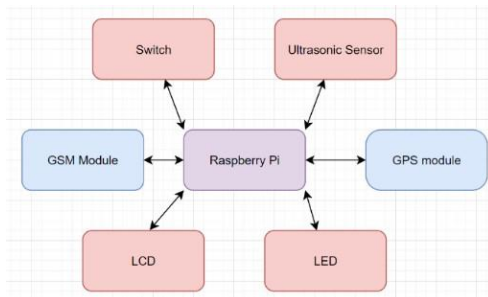 Switch
Ultrasonic Sensor
GSM Module
Raspberry Pi
GPS module
LCD
LED